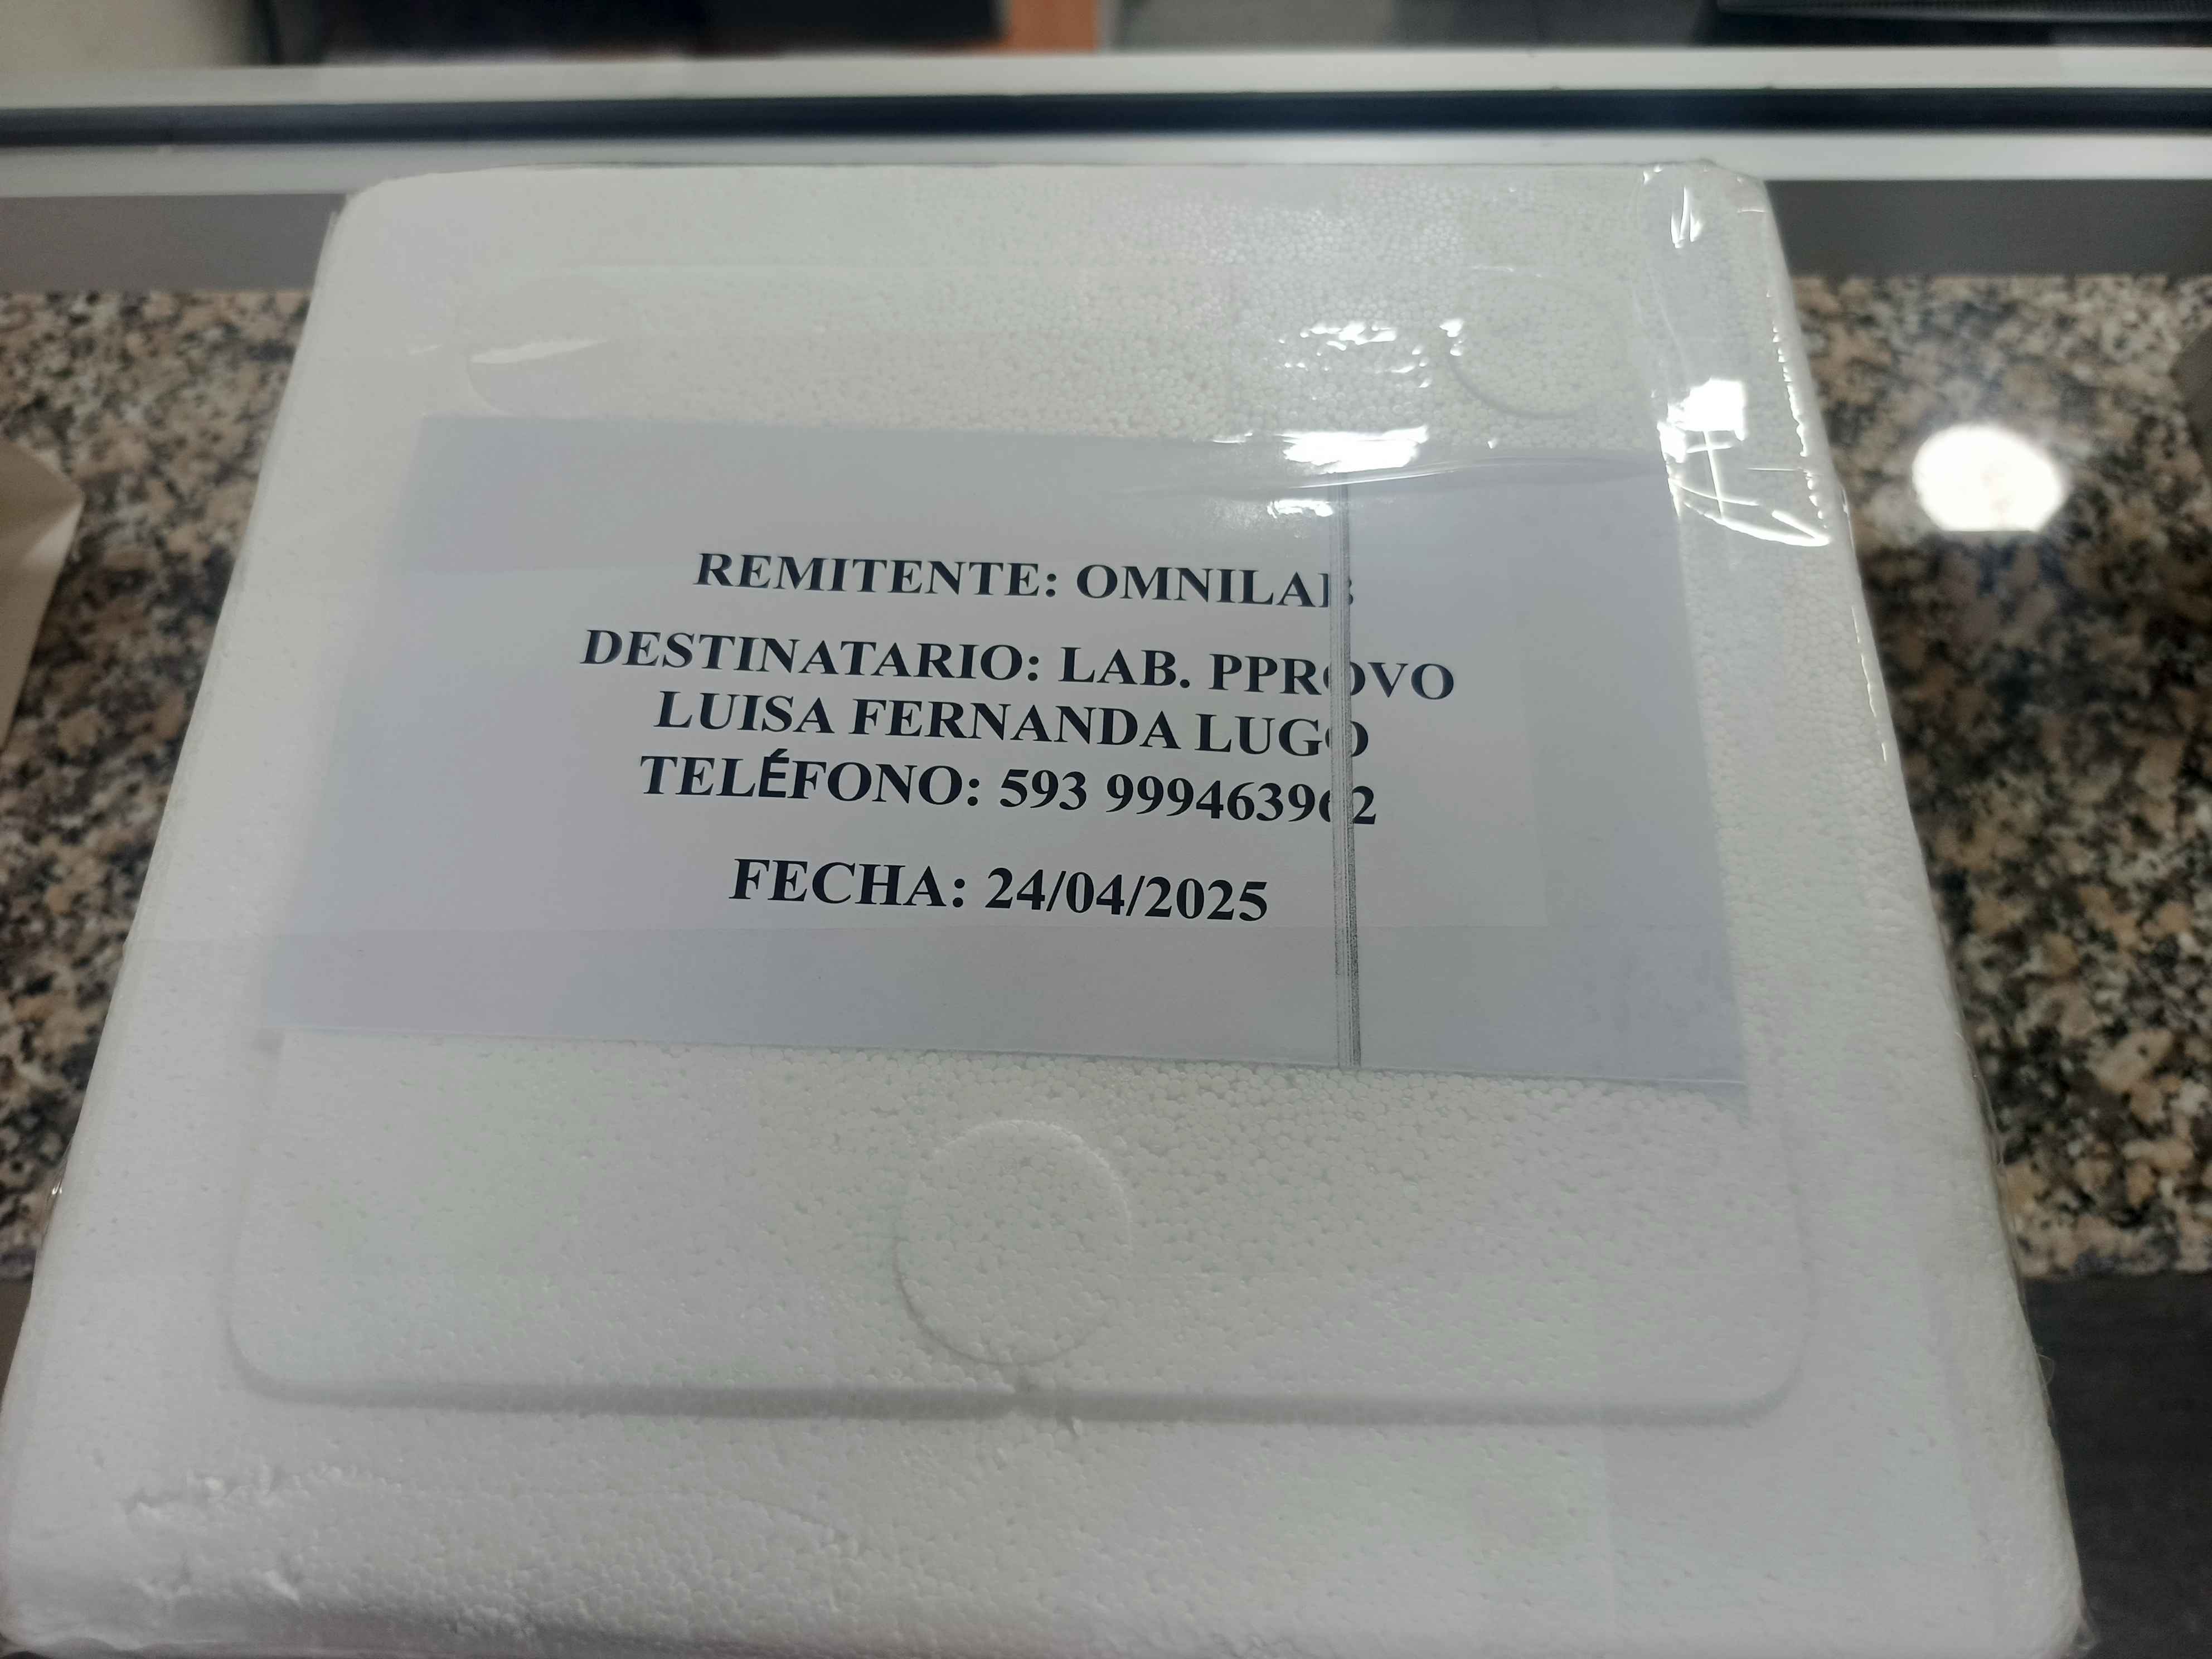 REMITENTE: OMNILAB
DESTINATARIO: LAB. PPROVO
LUISA FERNANDA LUGO
TELÉFONO: 593 999463962
FECHA: 24/04/2025